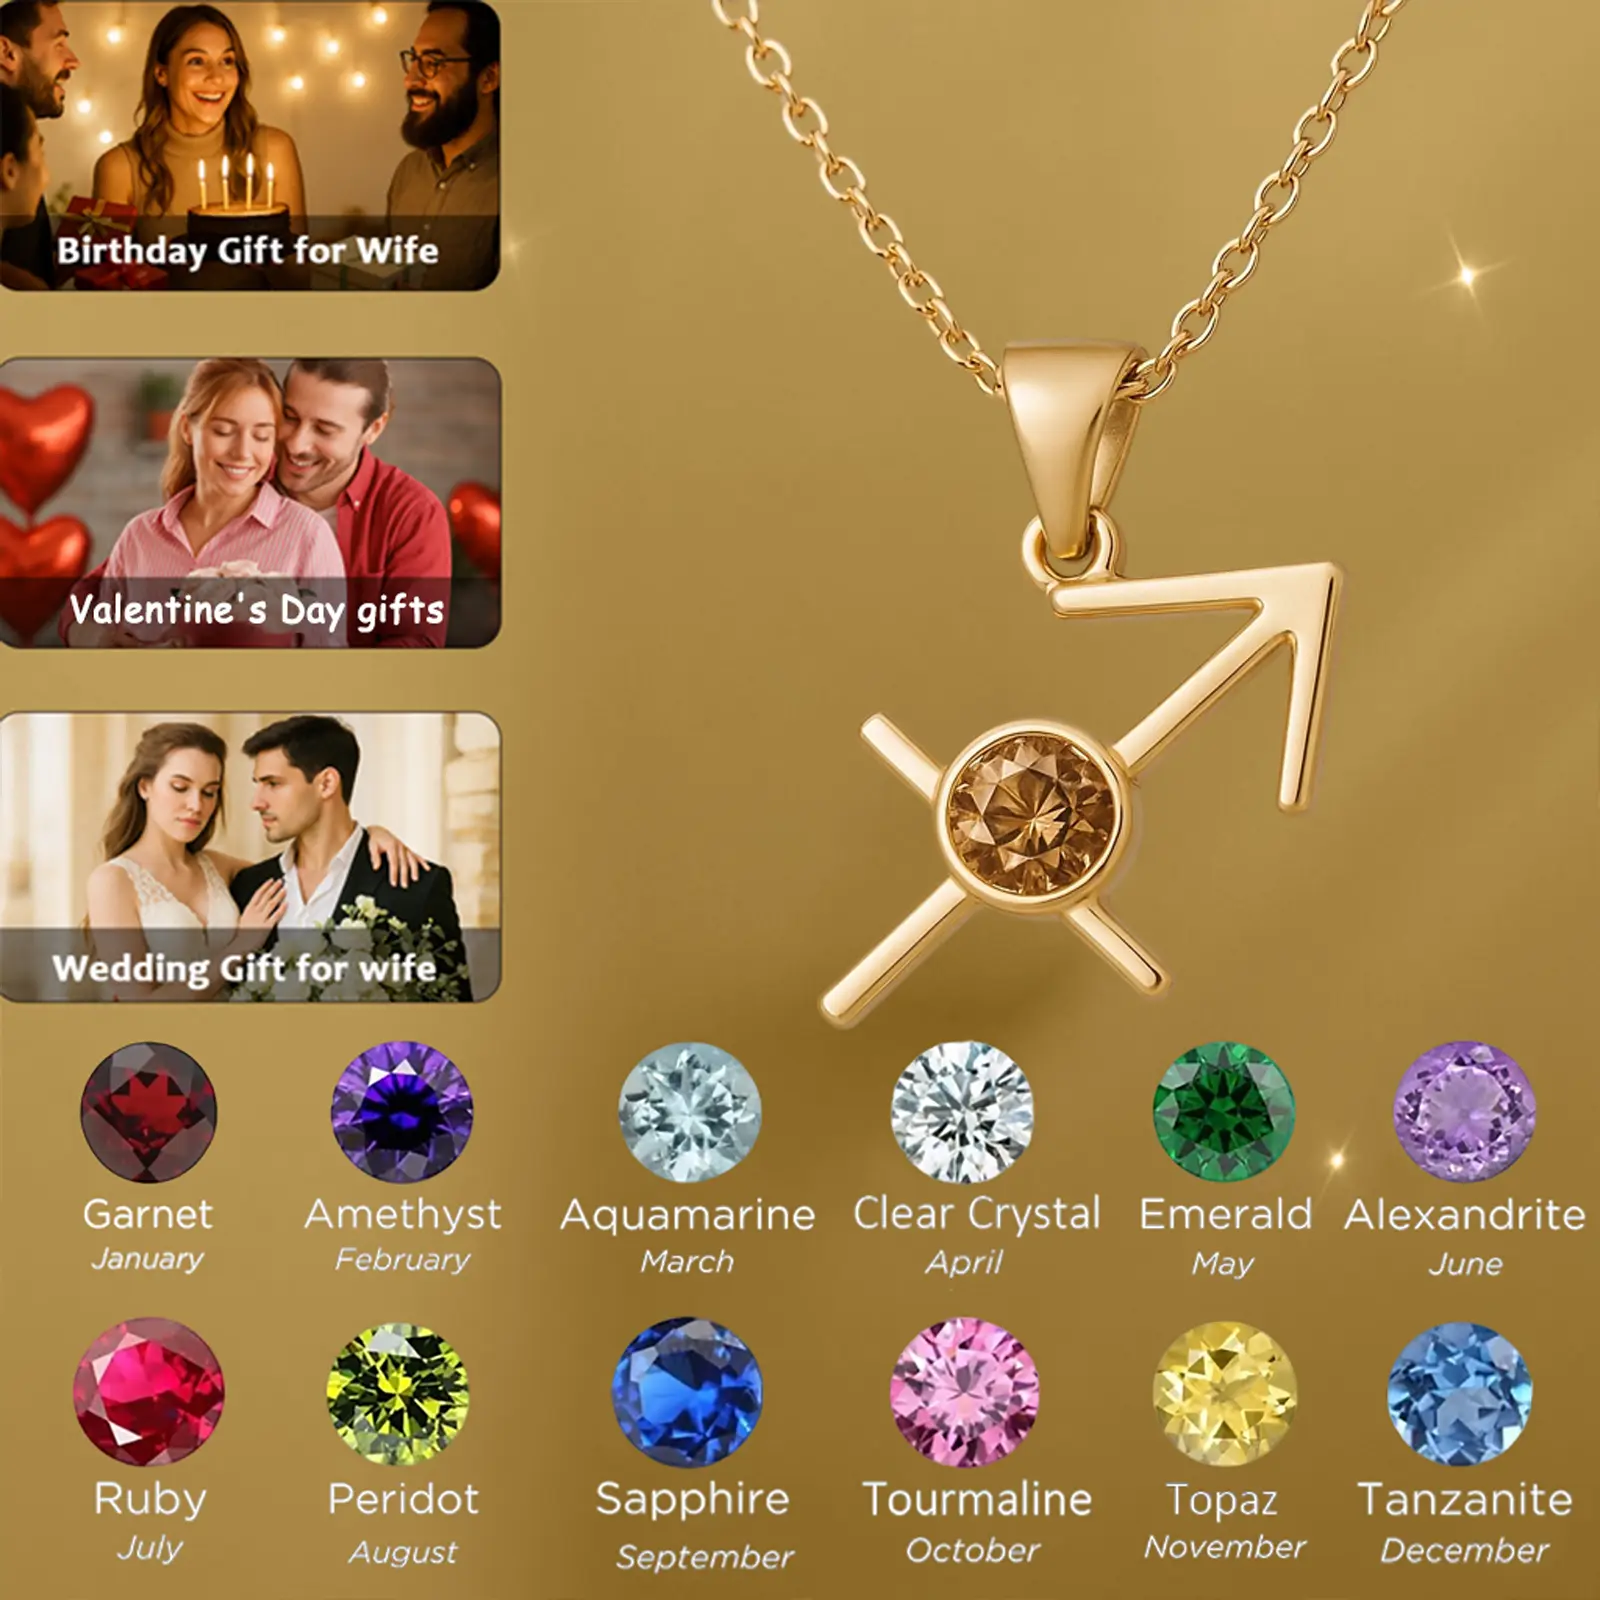 Birthday Gift for Wife
Valentine's Day gifts
Wedding Gift for wife
Garnet
January
Amethyst
February
Aquamarine
March
Clear Crystal
April
Emerald
May
Alexandrite
June
Ruby
July
Peridot
August
Sapphire
September
Tourmaline
October
Topaz
November
Tanzanite
December